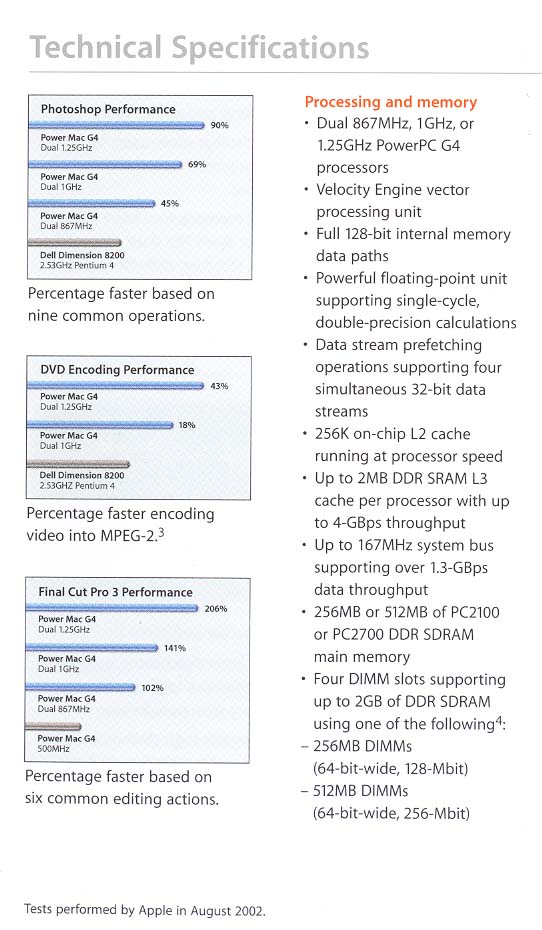 Technical Specifications
Photoshop Performance
90%
Power Mac G4
Dual 1.25GHz
69%
Power Mac G4
Dual 1GHz
45%
Power Mac G4
Dual 867MHz
Dell Dimension 8200
2.53GHz Pentium 4
Percentage faster based on
nine common operations.
DVD Encoding Performance
43%
Power Mac G4
Dual 1.25GHz
18%
Power Mac G4
Dual 1GHz
Dell Dimension 8200
2.53GHZ Pentium 4
Percentage faster encoding
video into MPEG-2.3
Final Cut Pro 3 Performance
206%
Power Mac G4
Dual 1.25GHz
141%
Power Mac G4
Dual 1GHz
102%
Power Mac G4
Dual 867MHz
Power Mac G4
500MHz
Percentage faster based on
six common editing actions.
Processing and memory
• Dual 867MHz, 1GHz, or
1.25GHz PowerPC G4
processors
• Velocity Engine vector
processing unit
• Full 128-bit internal memory
data paths
• Powerful floating-point unit
supporting single-cycle,
double-precision calculations
• Data stream prefetching
operations supporting four
simultaneous 32-bit data
streams
• 256K on-chip L2 cache
running at processor speed
• Up to 2MB DDR SRAM L3
cache per processor with up
to 4-GBps throughput
• Up to 167MHz system bus
supporting over 1.3-GBps
data throughput
• 256MB or 512MB of PC2100
or PC2700 DDR SDRAM
main memory
• Four DIMM slots supporting
up to 2GB of DDR SDRAM
using one of the following4:
– 256MB DIMMs
(64-bit-wide, 128-Mbit)
– 512MB DIMMs
(64-bit-wide, 256-Mbit)
Tests performed by Apple in August 2002.